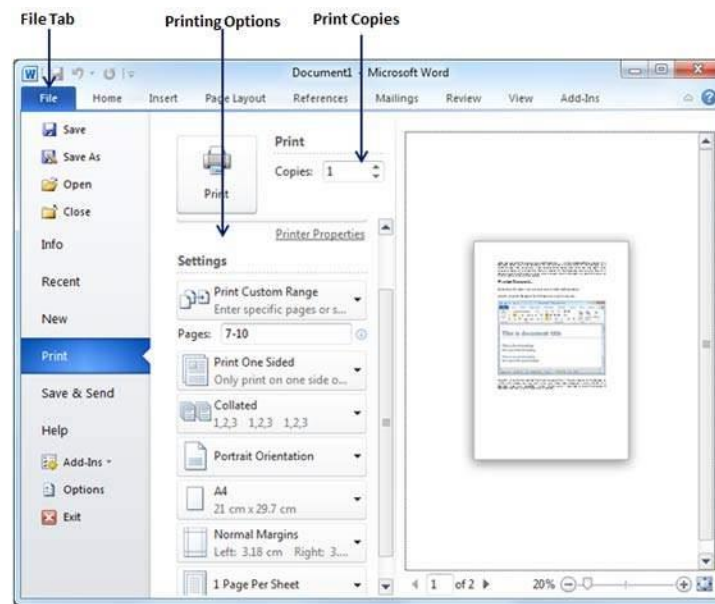 File Tab
Printing Options
Print Copies
Document1 - Microsoft Word
File Home Insert Page Layout References Mailings Review View Add-Ins
Save
Save As
Open
Close
Info
Recent
New
Print
Save & Send
Help
Add-Ins
Options
Exit
Print
Print
Copies: 1
Printer Properties
Settings
Print Custom Range
Enter specific pages or s...
Pages: 7-10
Print One Sided
Only print on one side o...
Collated
1,2,3 1,2,3 1,2,3
Portrait Orientation
A4
21 cm x 29.7 cm
Normal Margins
Left: 3.18 cm Right: 3....
1 Page Per Sheet
This is document title
1 of 2
20%